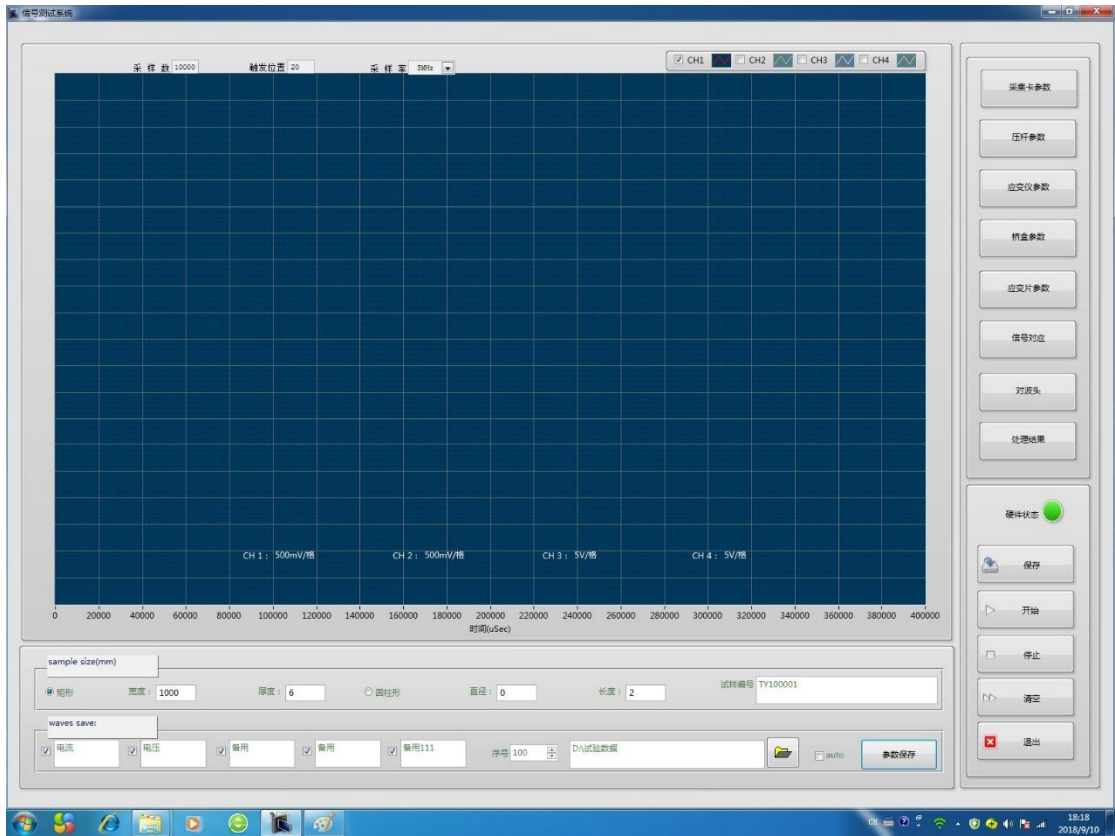 信号测试系统
采 样 数 10000 触发位置 20 采 样 率 5MHz CH1 CH2 CH3 CH4
CH 1： 500mV/格 CH 2： 500mV/格 CH 3： 5V/格 CH 4： 5V/格
0 20000 40000 60000 80000 100000 120000 140000 160000 180000 200000 220000 240000 260000 280000 300000 320000 340000 360000 380000 400000
时间(uSec)
采集卡参数
压杆参数
应变仪参数
桥盒参数
应变片参数
信号对应
对波头
处理结果
硬件状态
保存
开始
停止
清空
退出
sample size(mm)
矩形 宽度： 1000 厚度： 6 圆柱形 直径： 0 长度： 2 试样编号 TY100001
waves save:
电流 电压 备用 备用 备用111 序号 100 D:\试验数据 auto 参数保存
CH 18:18
2018/9/10